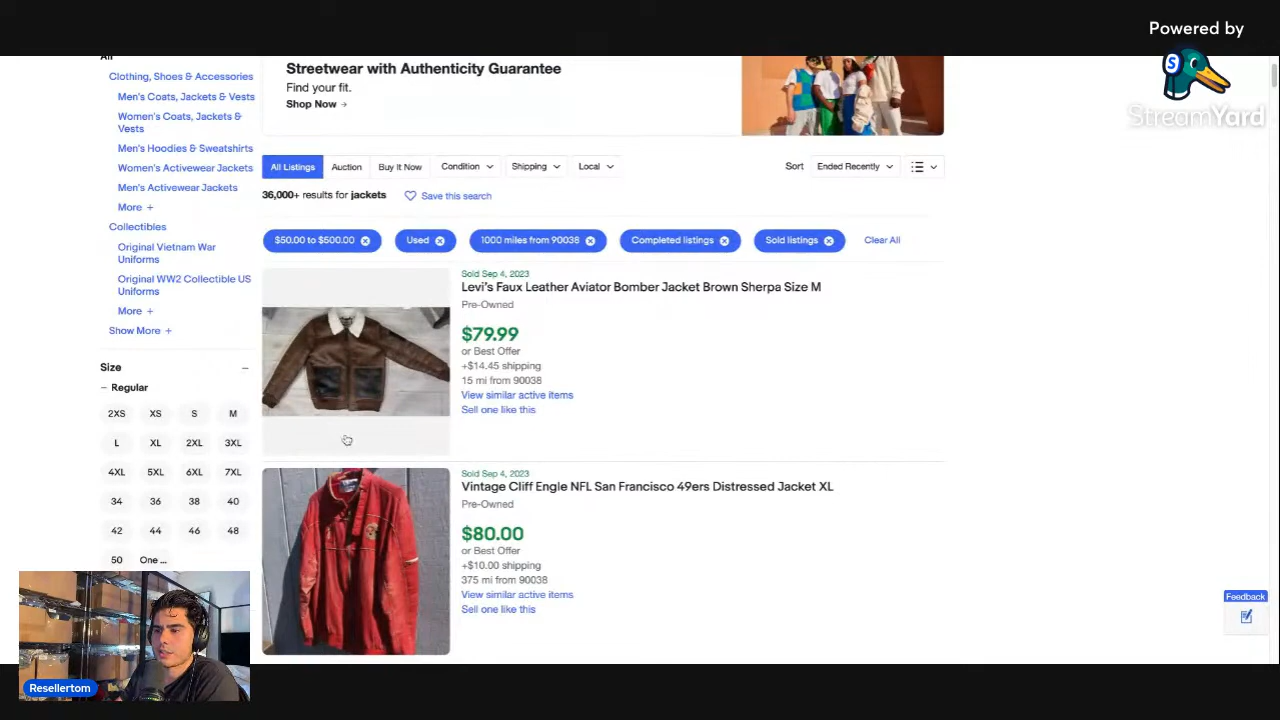 Powered by
StreamYard
All
Clothing, Shoes & Accessories
Men's Coats, Jackets & Vests
Women's Coats, Jackets &
Vests
Men's Hoodies & Sweatshirts
Women's Activewear Jackets
Men's Activewear Jackets
More +
Collectibles
Original Vietnam War
Uniforms
Original WW2 Collectible US
Uniforms
More +
Show More +
Size
Regular
2XS XS S M
L XL 2XL 3XL
4XL 5XL 6XL 7XL
34 36 38 40
42 44 46 48
50 One ...
Streetwear with Authenticity Guarantee
Find your fit.
Shop Now →
All Listings Auction Buy It Now Condition Shipping Local Sort Ended Recently
36,000+ results for jackets Save this search
$50.00 to $500.00 Used 1000 miles from 90038 Completed listings Sold listings Clear All
Sold Sep 4, 2023
Levi's Faux Leather Aviator Bomber Jacket Brown Sherpa Size M
Pre-Owned
$79.99
or Best Offer
+$14.45 shipping
15 mi from 90038
View similar active items
Sell one like this
Sold Sep 4, 2023
Vintage Cliff Engle NFL San Francisco 49ers Distressed Jacket XL
Pre-Owned
$80.00
or Best Offer
+$10.00 shipping
375 mi from 90038
View similar active items
Sell one like this
Feedback
Resellertom